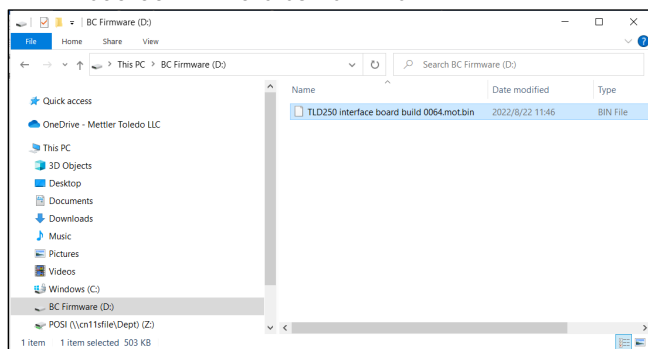 BC Firmware (D:)
File Home Share View
This PC > BC Firmware (D:)
Search BC Firmware (D:)
Name Date modified Type
Quick access
TLD250 interface board build 0064.mot.bin 2022/8/22 11:46 BIN File
OneDrive - Mettler Toledo LLC
This PC
3D Objects
Desktop
Documents
Downloads
Music
Pictures
Videos
Windows (C:)
BC Firmware (D:)
POSI (\\cn11sfile\Dept) (Z:)
1 item 1 item selected 503 KB